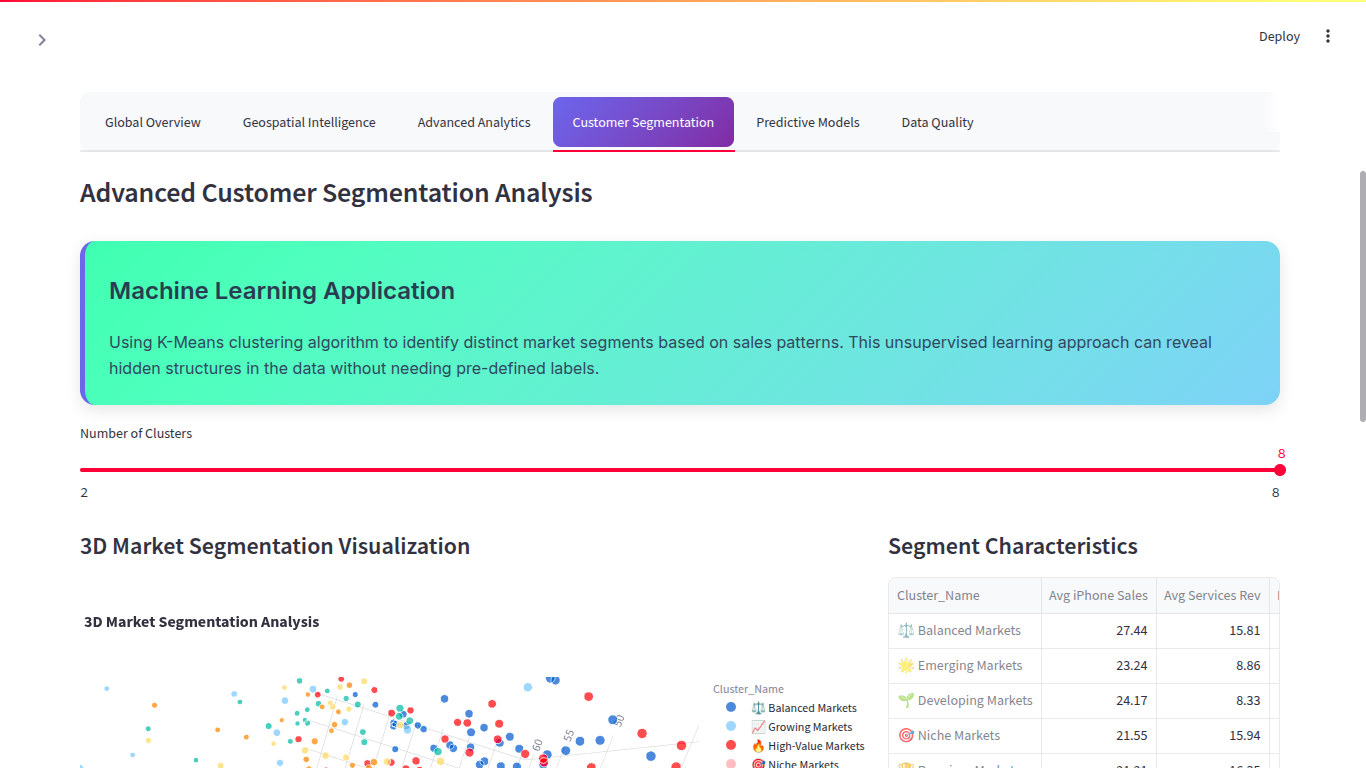 Deploy
Global Overview
Geospatial Intelligence
Advanced Analytics
Customer Segmentation
Predictive Models
Data Quality
Advanced Customer Segmentation Analysis
Machine Learning Application
Using K-Means clustering algorithm to identify distinct market segments based on sales patterns. This unsupervised learning approach can reveal
hidden structures in the data without needing pre-defined labels.
Number of Clusters
8
2
8
3D Market Segmentation Visualization
3D Market Segmentation Analysis
50
55
60
Cluster_Name
⚖️ Balanced Markets
📈 Growing Markets
🔥 High-Value Markets
🎯 Niche Markets
Segment Characteristics
Cluster_Name Avg iPhone Sales Avg Services Rev
⚖️ Balanced Markets 27.44 15.81
🌟 Emerging Markets 23.24 8.86
🌱 Developing Markets 24.17 8.33
🎯 Niche Markets 21.55 15.94